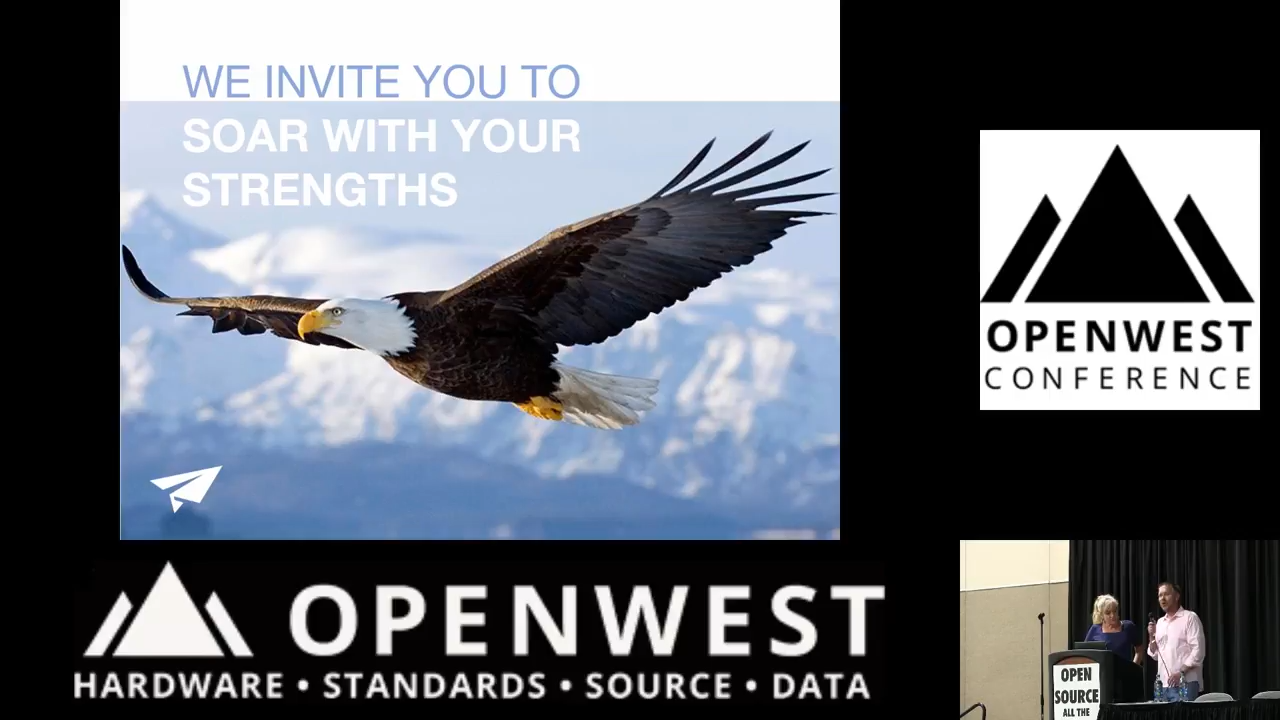 WE INVITE YOU TO
SOAR WITH YOUR
STRENGTHS
OPENWEST
CONFERENCE
OPENWEST
HARDWARE • STANDARDS • SOURCE • DATA
OPEN
SOURCE
ALL THE